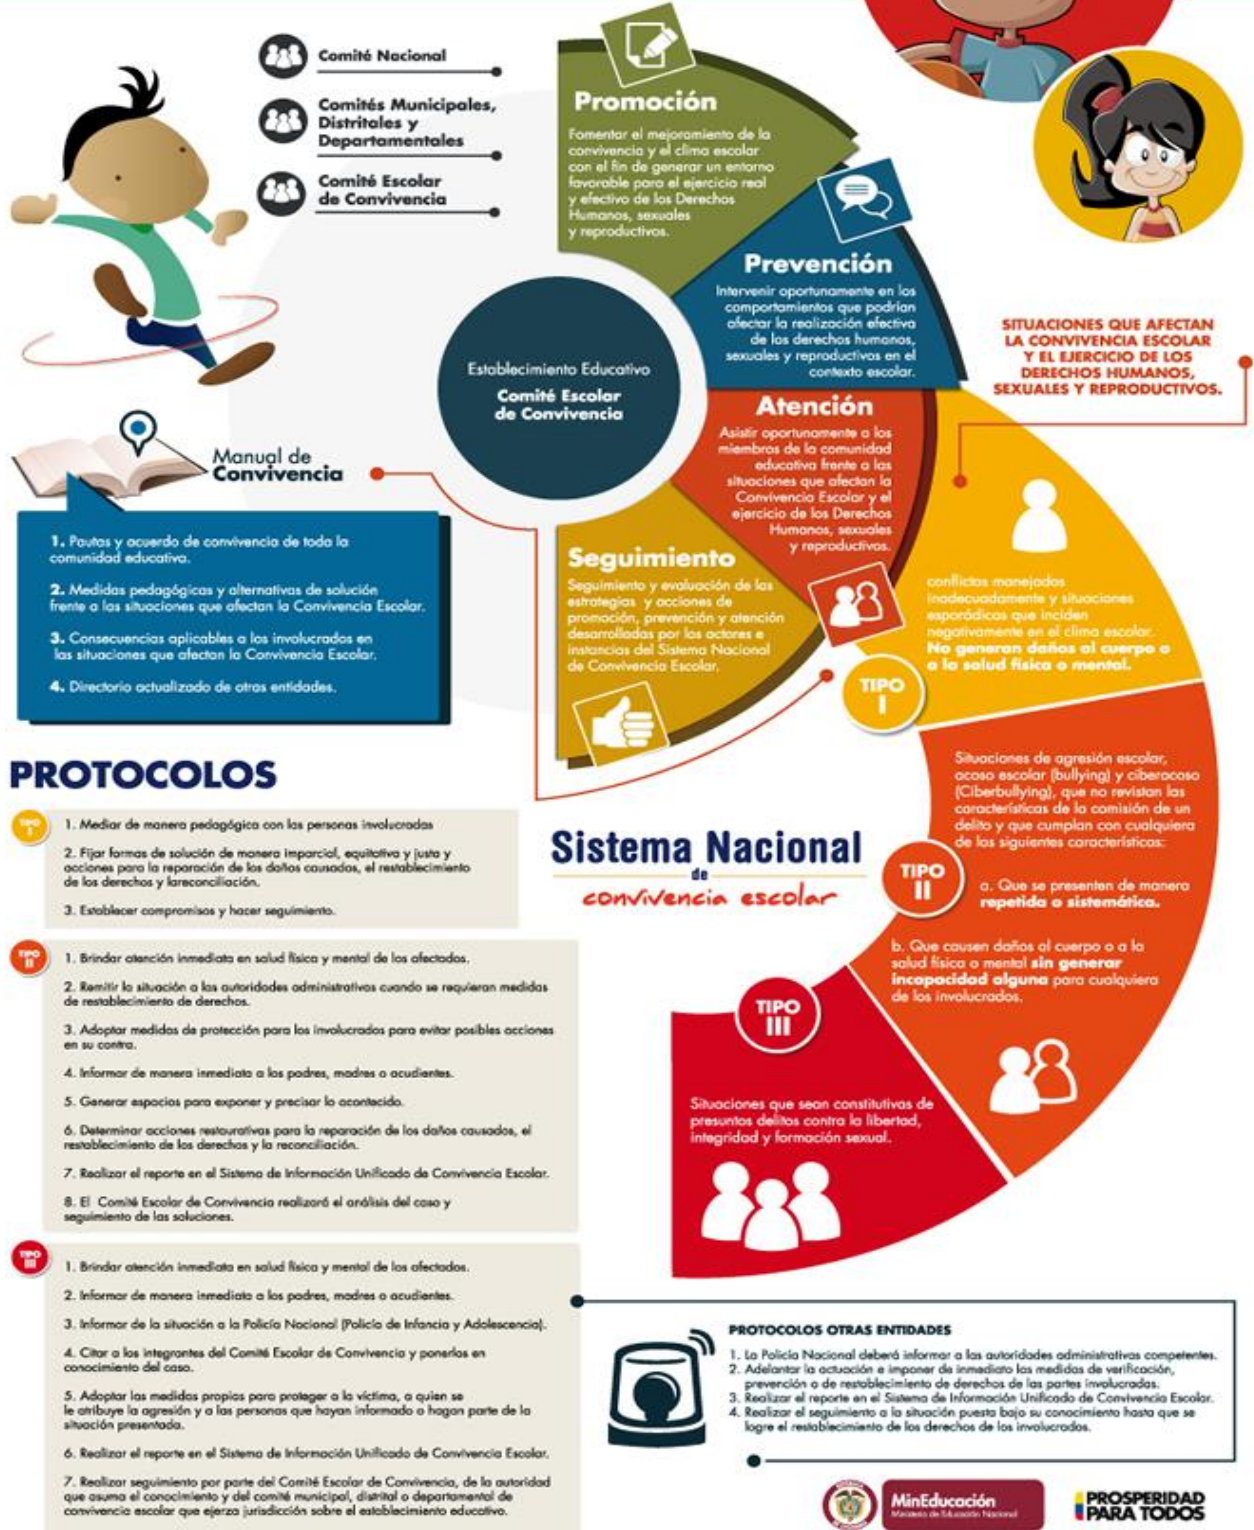 Comité Nacional
Comités Municipales,
Distritales y
Departamentales
Comité Escolar
de Convivencia
Promoción
Fomentar el mejoramiento de la
convivencia y el clima escolar
con el fin de generar un entorno
favorable para el ejercicio real
y efectivo de los Derechos
Humanos, sexuales
y reproductivos.
Prevención
Intervenir oportunamente en los
comportamientos que podrían
afectar la realización efectiva
de los derechos humanos,
sexuales y reproductivos en el
contexto escolar.
Establecimiento Educativo
Comité Escolar
de Convivencia
Atención
Asistir oportunamente a los
miembros de la comunidad
educativa frente a las
situaciones que afectan la
Convivencia Escolar y el
ejercicio de los Derechos
Humanos, sexuales
y reproductivos.
Seguimiento
Seguimiento y evaluación de las
estrategias y acciones de
promoción, prevención y atención
desarrolladas por los actores e
instancias del Sistema Nacional
de Convivencia Escolar.
SITUACIONES QUE AFECTAN
LA CONVIVENCIA ESCOLAR
Y EL EJERCICIO DE LOS
DERECHOS HUMANOS,
SEXUALES Y REPRODUCTIVOS.
Manual de
Convivencia
1. Pautas y acuerdo de convivencia de toda la
comunidad educativa.
2. Medidas pedagógicas y alternativas de solución
frente a las situaciones que afectan la Convivencia Escolar.
3. Consecuencias aplicables a los involucrados en
las situaciones que afectan la Convivencia Escolar.
4. Directorio actualizado de otras entidades.
conflictos manejados
inadecuadamente y situaciones
esporádicas que inciden
negativamente en el clima escolar.
No generan daños al cuerpo o
a la salud física o mental.
TIPO
I
Situaciones de agresión escolar,
acoso escolar (bullying) y ciberacoso
(Ciberbullying), que no revistan las
características de la comisión de un
delito y que cumplan con cualquiera
de las siguientes características:
TIPO
II
a. Que se presenten de manera
repetida o sistemática.
b. Que causen daños al cuerpo o a la
salud física o mental sin generar
incapacidad alguna para cualquiera
de los involucrados.
TIPO
III
Situaciones que sean constitutivas de
presuntos delitos contra la libertad,
integridad y formación sexual.
Sistema Nacional
de
convivencia escolar
PROTOCOLOS
TIPO
I
1. Mediar de manera pedagógica con las personas involucradas
2. Fijar formas de solución de manera imparcial, equitativa y justa y
acciones para la reparación de los daños causados, el restablecimiento
de los derechos y lareconciliación.
3. Establecer compromisos y hacer seguimiento.
TIPO
II
1. Brindar atención inmediata en salud física y mental de los afectados.
2. Remitir la situación a las autoridades administrativas cuando se requieran medidas
de restablecimiento de derechos.
3. Adoptar medidas de protección para los involucrados para evitar posibles acciones
en su contra.
4. Informar de manera inmediata a los padres, madres o acudientes.
5. Generar espacios para exponer y precisar lo acontecido.
6. Determinar acciones restaurativas para la reparación de los daños causados, el
restablecimiento de los derechos y la reconciliación.
7. Realizar el reporte en el Sistema de Información Unificado de Convivencia Escolar.
8. El Comité Escolar de Convivencia realizará el análisis del caso y
seguimiento de las soluciones.
TIPO
III
1. Brindar atención inmediata en salud física y mental de los afectados.
2. Informar de manera inmediata a los padres, madres o acudientes.
3. Informar de la situación a la Policía Nacional (Policía de Infancia y Adolescencia).
4. Citar a los integrantes del Comité Escolar de Convivencia y ponerlos en
conocimiento del caso.
5. Adoptar las medidas propias para proteger a la víctima, a quien se
le atribuye la agresión y a las personas que hayan informado o hagan parte de la
situación presentada.
6. Realizar el reporte en el Sistema de Información Unificado de Convivencia Escolar.
7. Realizar seguimiento por parte del Comité Escolar de Convivencia, de la autoridad
que asuma el conocimiento y del comité municipal, distrital o departamental de
convivencia escolar que ejerza jurisdicción sobre el establecimiento educativo.
PROTOCOLOS OTRAS ENTIDADES
1. La Policía Nacional deberá informar a las autoridades administrativas competentes.
2. Adelantar la actuación e imponer de inmediato las medidas de verificación,
prevención o de restablecimiento de derechos de las partes involucradas.
3. Realizar el reporte en el Sistema de Información Unificado de Convivencia Escolar.
4. Realizar el seguimiento a la situación puesta bajo su conocimiento hasta que se
logre el restablecimiento de los derechos de los involucrados.
MinEducación
Ministerio de Educación Nacional
PROSPERIDAD
PARA TODOS